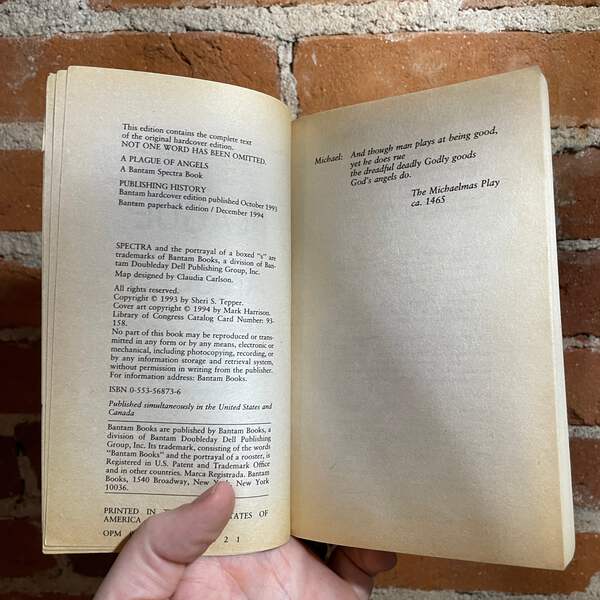 This edition contains the complete text
of the original hardcover edition.
NOT ONE WORD HAS BEEN OMITTED.
A PLAGUE OF ANGELS
A Bantam Spectra Book
PUBLISHING HISTORY
Bantam hardcover edition published October 1993
Bantam paperback edition / December 1994
SPECTRA and the portrayal of a boxed "s" are
trademarks of Bantam Books, a division of Ban-
tam Doubleday Dell Publishing Group, Inc.
Map designed by Claudia Carlson.
All rights reserved.
Copyright © 1993 by Sheri S. Tepper.
Cover art copyright © 1994 by Mark Harrison.
Library of Congress Catalog Card Number: 93-
158.
No part of this book may be reproduced or trans-
mitted in any form or by any means, electronic or
mechanical, including photocopying, recording, or
by any information storage and retrieval system,
without permission in writing from the publisher.
For information address: Bantam Books.
ISBN 0-553-56873-6
Published simultaneously in the United States and
Canada
Bantam Books are published by Bantam Books, a
division of Bantam Doubleday Dell Publishing
Group, Inc. Its trademark, consisting of the words
"Bantam Books" and the portrayal of a rooster, is
Registered in U.S. Patent and Trademark Office
and in other countries. Marca Registrada. Bantam
Books, 1540 Broadway, New York, New York
10036.
PRINTED IN STATES OF
AMERICA
OPM 2 1
Michael: And though man plays at being good,
yet he does rue
the dreadful deadly Godly goods
God's angels do.
The Michaelmas Play
ca. 1465